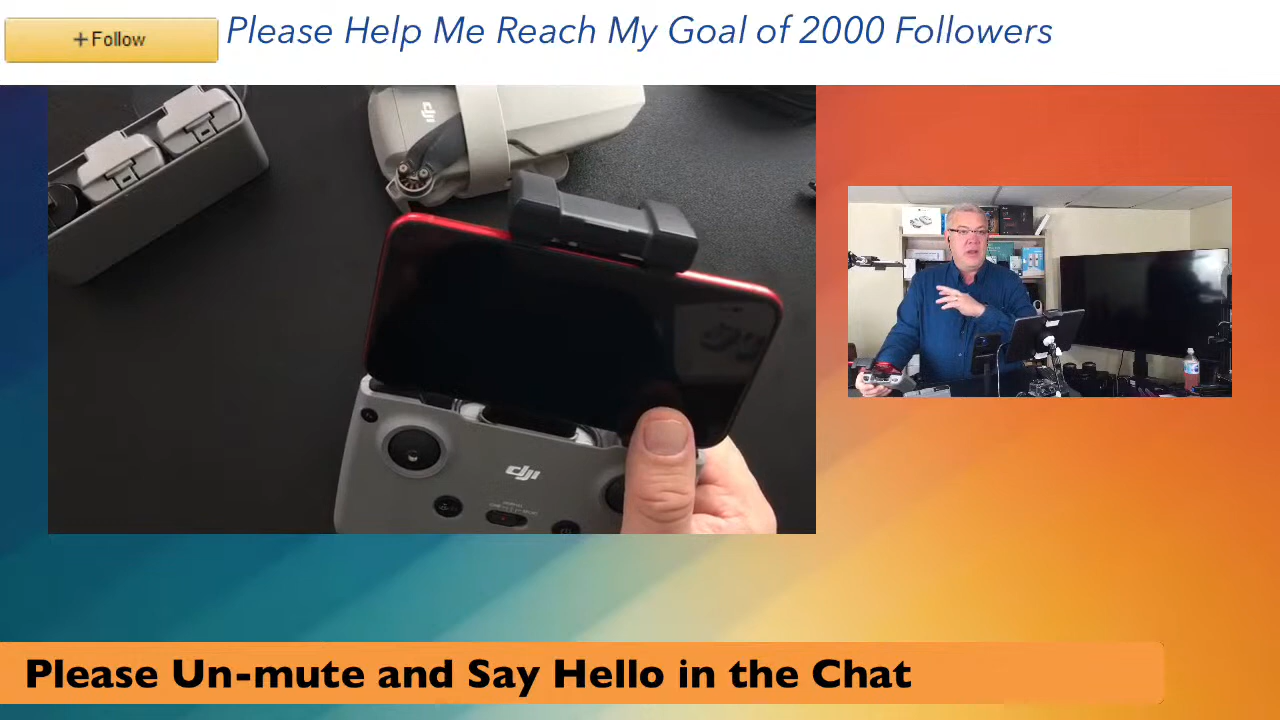 +Follow
Please Help Me Reach My Goal of 2000 Followers
dji
dji
Please Un-mute and Say Hello in the Chat